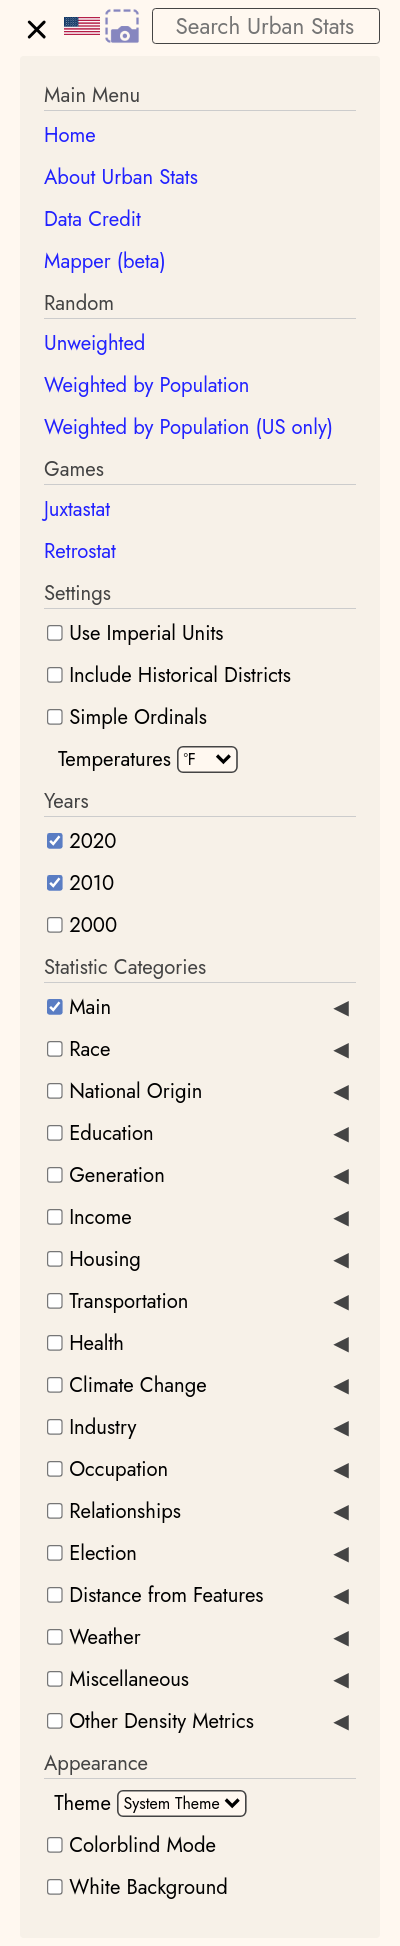 Search Urban Stats
Main Menu
Home
About Urban Stats
Data Credit
Mapper (beta)
Random
Unweighted
Weighted by Population
Weighted by Population (US only)
Games
Juxtastat
Retrostat
Settings
Use Imperial Units
Include Historical Districts
Simple Ordinals
Temperatures °F
Years
2020
2010
2000
Statistic Categories
Main
Race
National Origin
Education
Generation
Income
Housing
Transportation
Health
Climate Change
Industry
Occupation
Relationships
Election
Distance from Features
Weather
Miscellaneous
Other Density Metrics
Appearance
Theme System Theme
Colorblind Mode
White Background